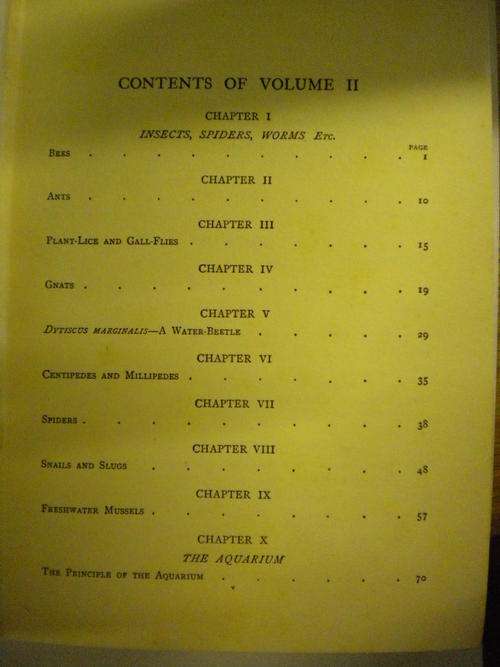 CONTENTS OF VOLUME II
CHAPTER I
INSECTS, SPIDERS, WORMS ETC.
PAGE
BEES . . . . . . . . . . 1
CHAPTER II
ANTS . . . . . . . . . . 10
CHAPTER III
PLANT-LICE AND GALL-FLIES . . . . . . . 15
CHAPTER IV
GNATS . . . . . . . . . . 19
CHAPTER V
DYTISCUS MARGINALIS—A WATER-BEETLE . . . . . 29
CHAPTER VI
CENTIPEDES AND MILLIPEDES . . . . . . . 35
CHAPTER VII
SPIDERS . . . . . . . . . . 38
CHAPTER VIII
SNAILS AND SLUGS . . . . . . . . 48
CHAPTER IX
FRESHWATER MUSSELS . . . . . . . . 57
CHAPTER X
THE AQUARIUM
THE PRINCIPLE OF THE AQUARIUM . . . . . . 70